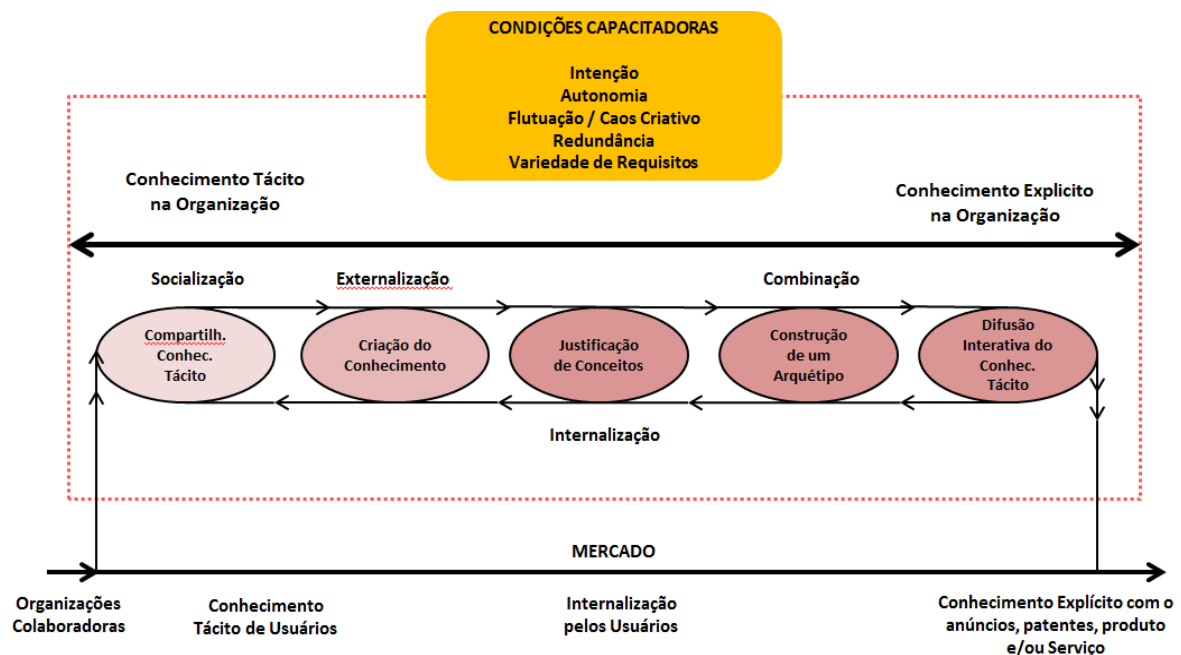 CONDIÇÕES CAPACITADORAS
Intenção
Autonomia
Flutuação / Caos Criativo
Redundância
Variedade de Requisitos
Conhecimento Tácito
na Organização
Conhecimento Explicito
na Organização
Socialização
Externalização
Combinação
Compartilh.
Conhec.
Tácito
Criação do
Conhecimento
Justificação
de Conceitos
Construção
de um
Arquétipo
Difusão
Interativa do
Conhec.
Tácito
Internalização
MERCADO
Organizações
Colaboradoras
Conhecimento
Tácito de Usuários
Internalização
pelos Usuários
Conhecimento Explícito com o
anúncios, patentes, produto
e/ou Serviço